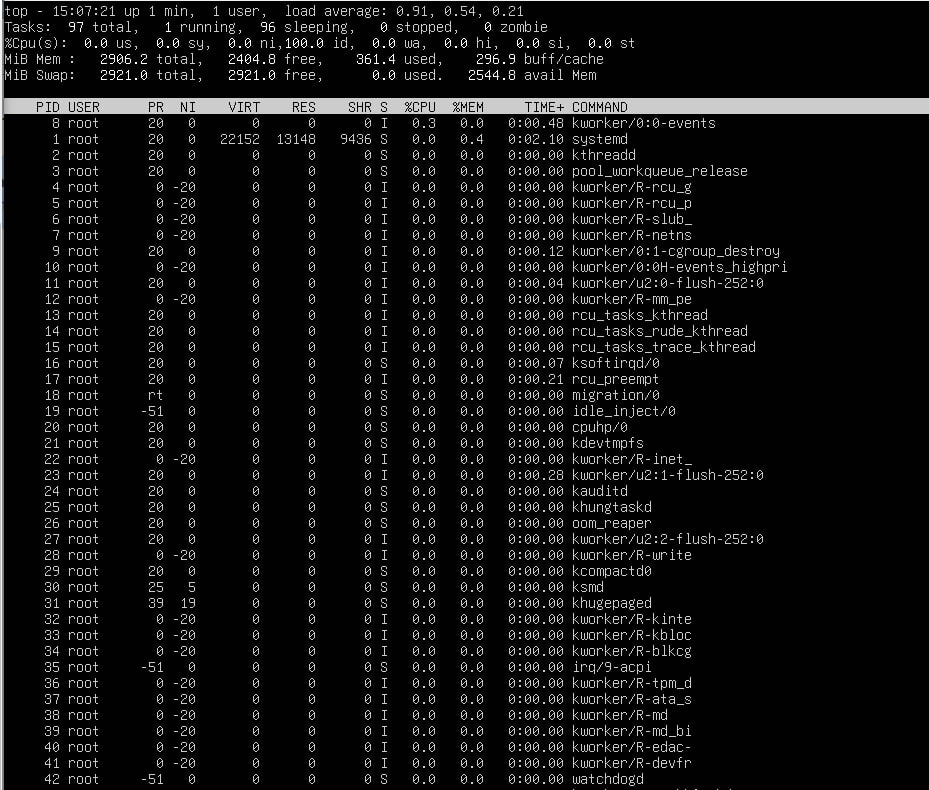 top - 15:07:21 up 1 min,  1 user,  load average: 0.91, 0.54, 0.21
Tasks:  97 total,   1 running,  96 sleeping,   0 stopped,   0 zombie
%Cpu(s):  0.0 us,  0.0 sy,  0.0 ni,100.0 id,  0.0 wa,  0.0 hi,  0.0 si,  0.0 st
MiB Mem :   2906.2 total,   2404.8 free,    361.4 used,    296.9 buff/cache
MiB Swap:   2921.0 total,   2921.0 free,      0.0 used.   2544.8 avail Mem
PID USER      PR  NI    VIRT    RES    SHR S  %CPU  %MEM     TIME+ COMMAND
8 root      20   0       0      0      0 I   0.3   0.0   0:00.48 kworker/0:0-events
1 root      20   0   22152  13148   9436 S   0.0   0.4   0:02.10 systemd
2 root      20   0       0      0      0 S   0.0   0.0   0:00.00 kthreadd
3 root      20   0       0      0      0 S   0.0   0.0   0:00.00 pool_workqueue_release
4 root       0 -20       0      0      0 I   0.0   0.0   0:00.00 kworker/R-rcu_g
5 root       0 -20       0      0      0 I   0.0   0.0   0:00.00 kworker/R-rcu_p
6 root       0 -20       0      0      0 I   0.0   0.0   0:00.00 kworker/R-slub_
7 root       0 -20       0      0      0 I   0.0   0.0   0:00.00 kworker/R-netns
9 root      20   0       0      0      0 I   0.0   0.0   0:00.12 kworker/0:1-cgroup_destroy
10 root       0 -20       0      0      0 I   0.0   0.0   0:00.00 kworker/0:0H-events_highpri
11 root      20   0       0      0      0 I   0.0   0.0   0:00.04 kworker/u2:0-flush-252:0
12 root       0 -20       0      0      0 I   0.0   0.0   0:00.00 kworker/R-mm_pe
13 root      20   0       0      0      0 I   0.0   0.0   0:00.00 rcu_tasks_kthread
14 root      20   0       0      0      0 I   0.0   0.0   0:00.00 rcu_tasks_rude_kthread
15 root      20   0       0      0      0 I   0.0   0.0   0:00.00 rcu_tasks_trace_kthread
16 root      20   0       0      0      0 S   0.0   0.0   0:00.07 ksoftirqd/0
17 root      20   0       0      0      0 I   0.0   0.0   0:00.21 rcu_preempt
18 root      rt   0       0      0      0 S   0.0   0.0   0:00.00 migration/0
19 root     -51   0       0      0      0 S   0.0   0.0   0:00.00 idle_inject/0
20 root      20   0       0      0      0 S   0.0   0.0   0:00.00 cpuhp/0
21 root      20   0       0      0      0 S   0.0   0.0   0:00.00 kdevtmpfs
22 root       0 -20       0      0      0 I   0.0   0.0   0:00.00 kworker/R-inet_
23 root      20   0       0      0      0 I   0.0   0.0   0:00.28 kworker/u2:1-flush-252:0
24 root      20   0       0      0      0 S   0.0   0.0   0:00.00 kauditd
25 root      20   0       0      0      0 S   0.0   0.0   0:00.00 khungtaskd
26 root      20   0       0      0      0 S   0.0   0.0   0:00.00 oom_reaper
27 root      20   0       0      0      0 I   0.0   0.0   0:00.00 kworker/u2:2-flush-252:0
28 root       0 -20       0      0      0 I   0.0   0.0   0:00.00 kworker/R-write
29 root      20   0       0      0      0 S   0.0   0.0   0:00.00 kcompactd0
30 root      25   5       0      0      0 S   0.0   0.0   0:00.00 ksmd
31 root      39  19       0      0      0 S   0.0   0.0   0:00.00 khugepaged
32 root       0 -20       0      0      0 I   0.0   0.0   0:00.00 kworker/R-kinte
33 root       0 -20       0      0      0 I   0.0   0.0   0:00.00 kworker/R-kbloc
34 root       0 -20       0      0      0 I   0.0   0.0   0:00.00 kworker/R-blkcg
35 root     -51   0       0      0      0 S   0.0   0.0   0:00.00 irq/9-acpi
36 root       0 -20       0      0      0 I   0.0   0.0   0:00.00 kworker/R-tpm_d
37 root       0 -20       0      0      0 I   0.0   0.0   0:00.00 kworker/R-ata_s
38 root       0 -20       0      0      0 I   0.0   0.0   0:00.00 kworker/R-md
39 root       0 -20       0      0      0 I   0.0   0.0   0:00.00 kworker/R-md_bi
40 root       0 -20       0      0      0 I   0.0   0.0   0:00.00 kworker/R-edac-
41 root       0 -20       0      0      0 I   0.0   0.0   0:00.00 kworker/R-devfr
42 root     -51   0       0      0      0 S   0.0   0.0   0:00.00 watchdogd